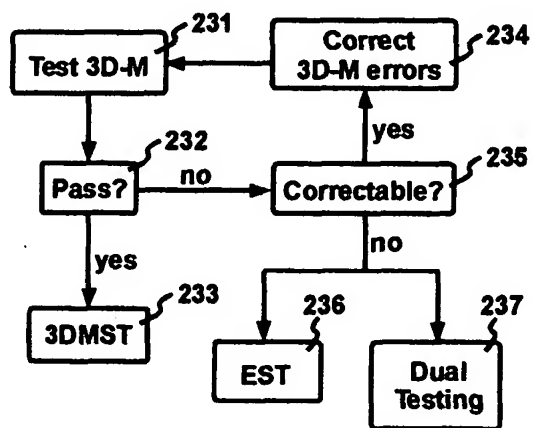 231
Test 3D-M
Correct
3D-M errors
234
yes
232
Pass?
no
Correctable?
235
yes
no
3DMST
233
EST
236
Dual
Testing
237